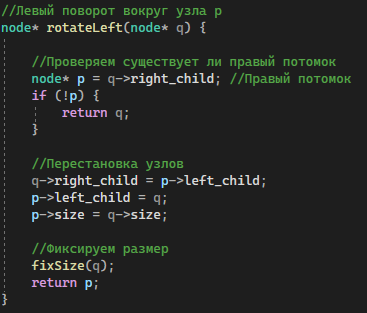 //Левый поворот вокруг узла p
node* rotateLeft(node* q) {
//Проверяем существует ли правый потомок
node* p = q->right_child; //Правый потомок
if (!p) {
return q;
}
//Перестановка узлов
q->right_child = p->left_child;
p->left_child = q;
p->size = q->size;
//Фиксируем размер
fixSize(q);
return p;
}